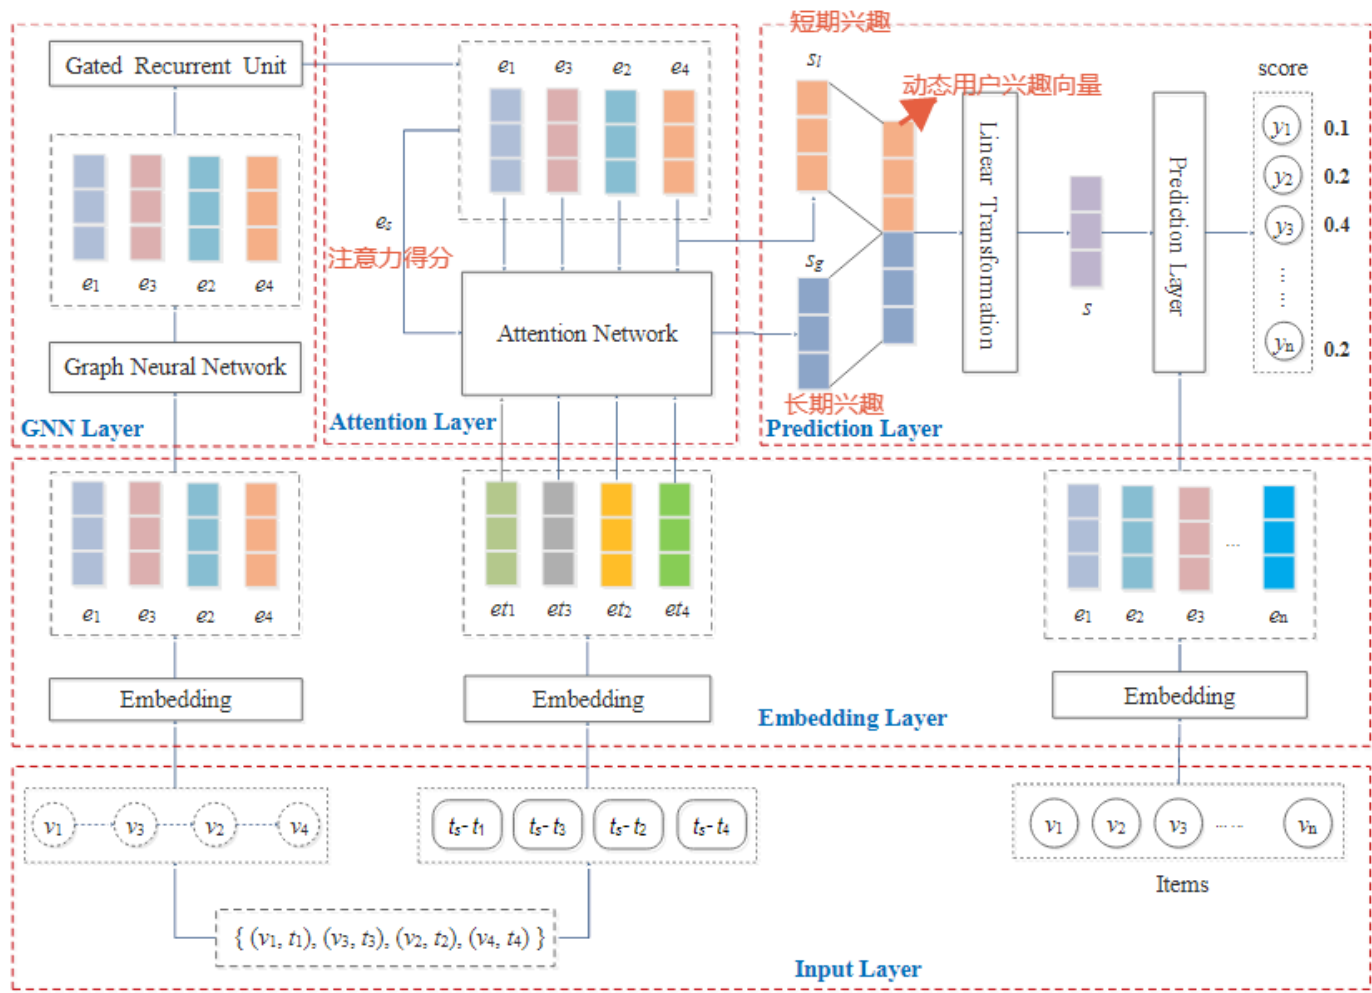 短期兴趣
Gated Recurrent Unit
e1 e3 e2 e4
sl
动态用户兴趣向量
score
y1 0.1
y2 0.2
y3 0.4
... ...
yn 0.2
e1 e3 e2 e4
es
注意力得分
sg
Linear Transformation
s
Prediction Layer
Attention Network
Graph Neural Network
长期兴趣
GNN Layer
Attention Layer
Prediction Layer
e1 e3 e2 e4
et1 et3 et2 et4
e1 e2 e3 ... en
Embedding
Embedding
Embedding
Embedding Layer
v1 v3 v2 v4
ts- t1 ts- t3 ts- t2 ts- t4
v1 v2 v3 ...... vn
Items
{ (v1, t1), (v3, t3), (v2, t2), (v4, t4) }
Input Layer